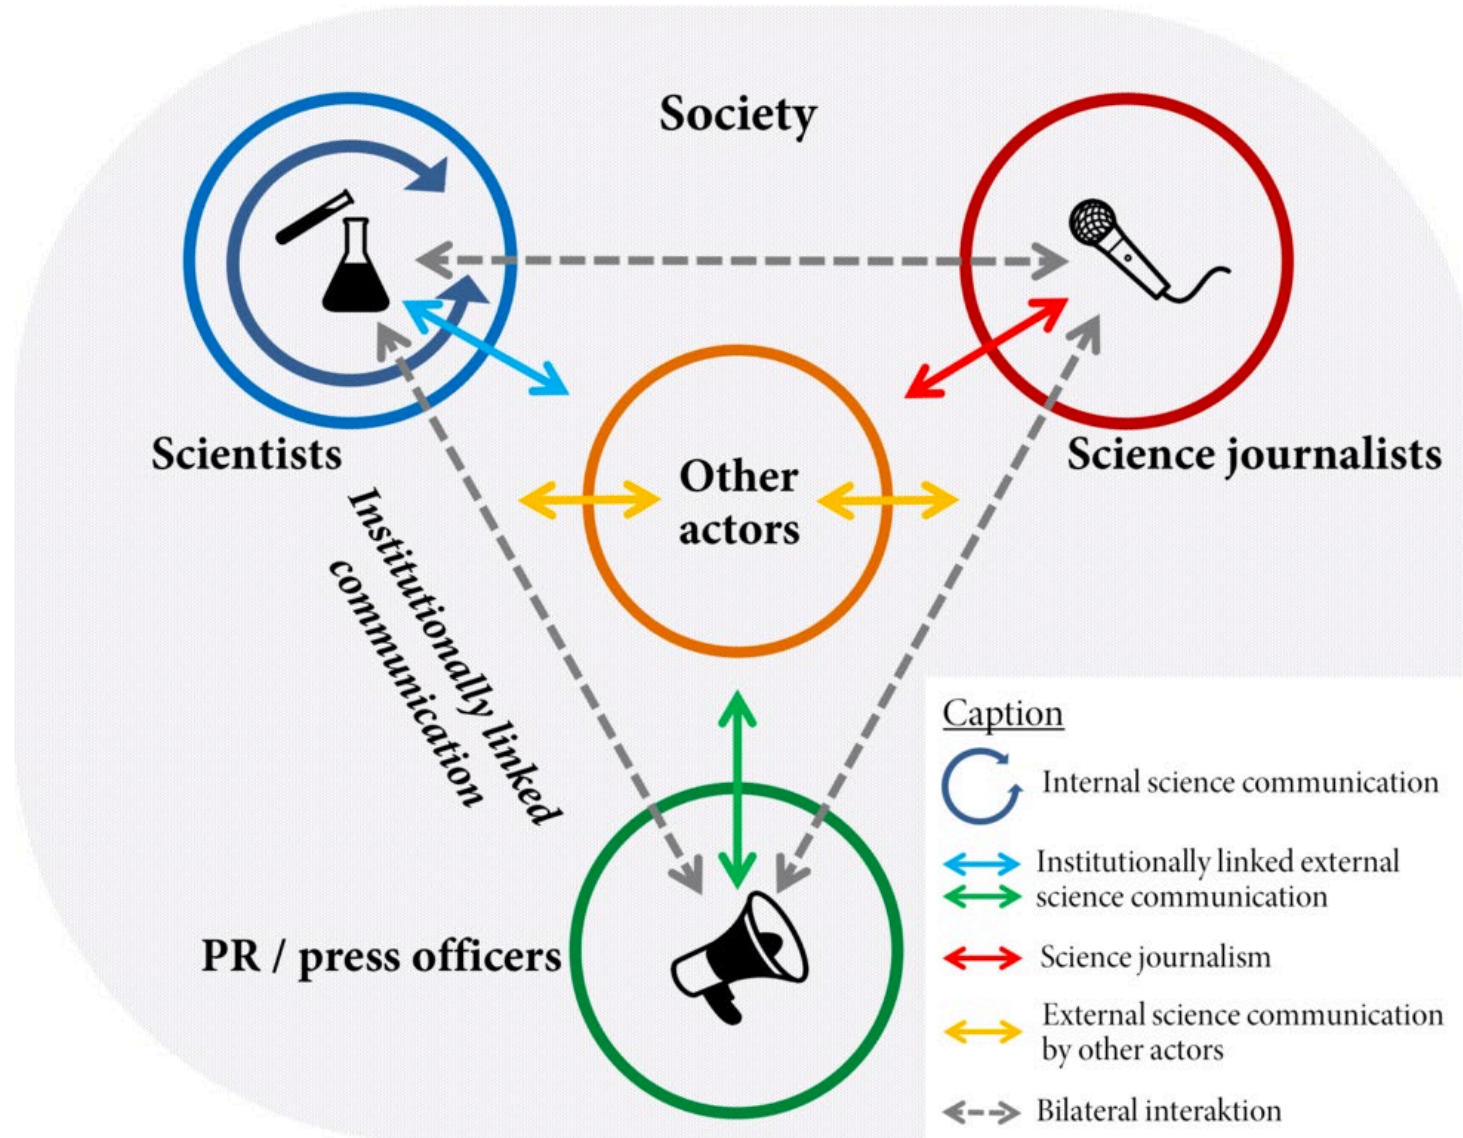 Society
Scientists
Science journalists
Other
actors
Institutionally linked
communication
PR / press officers
Caption
Internal science communication
Institutionally linked external
science communication
Science journalism
External science communication
by other actors
Bilateral interaktion